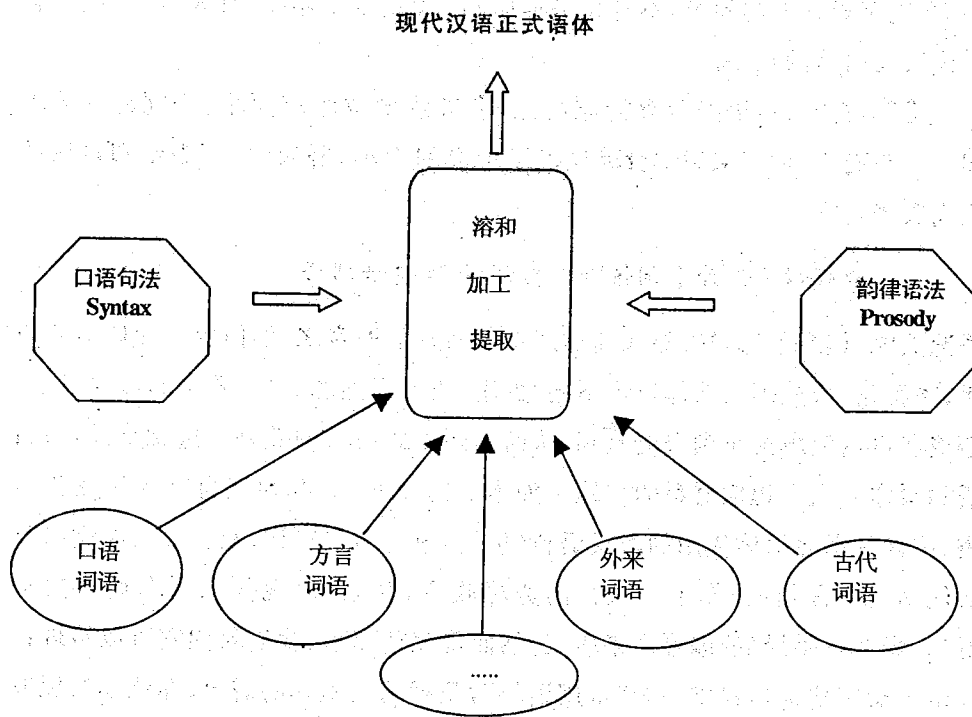 现代汉语正式语体
溶和
加工
提取
口语句法
Syntax
韵律语法
Prosody
口语
词语
方言
词语
外来
词语
古代
词语
.....